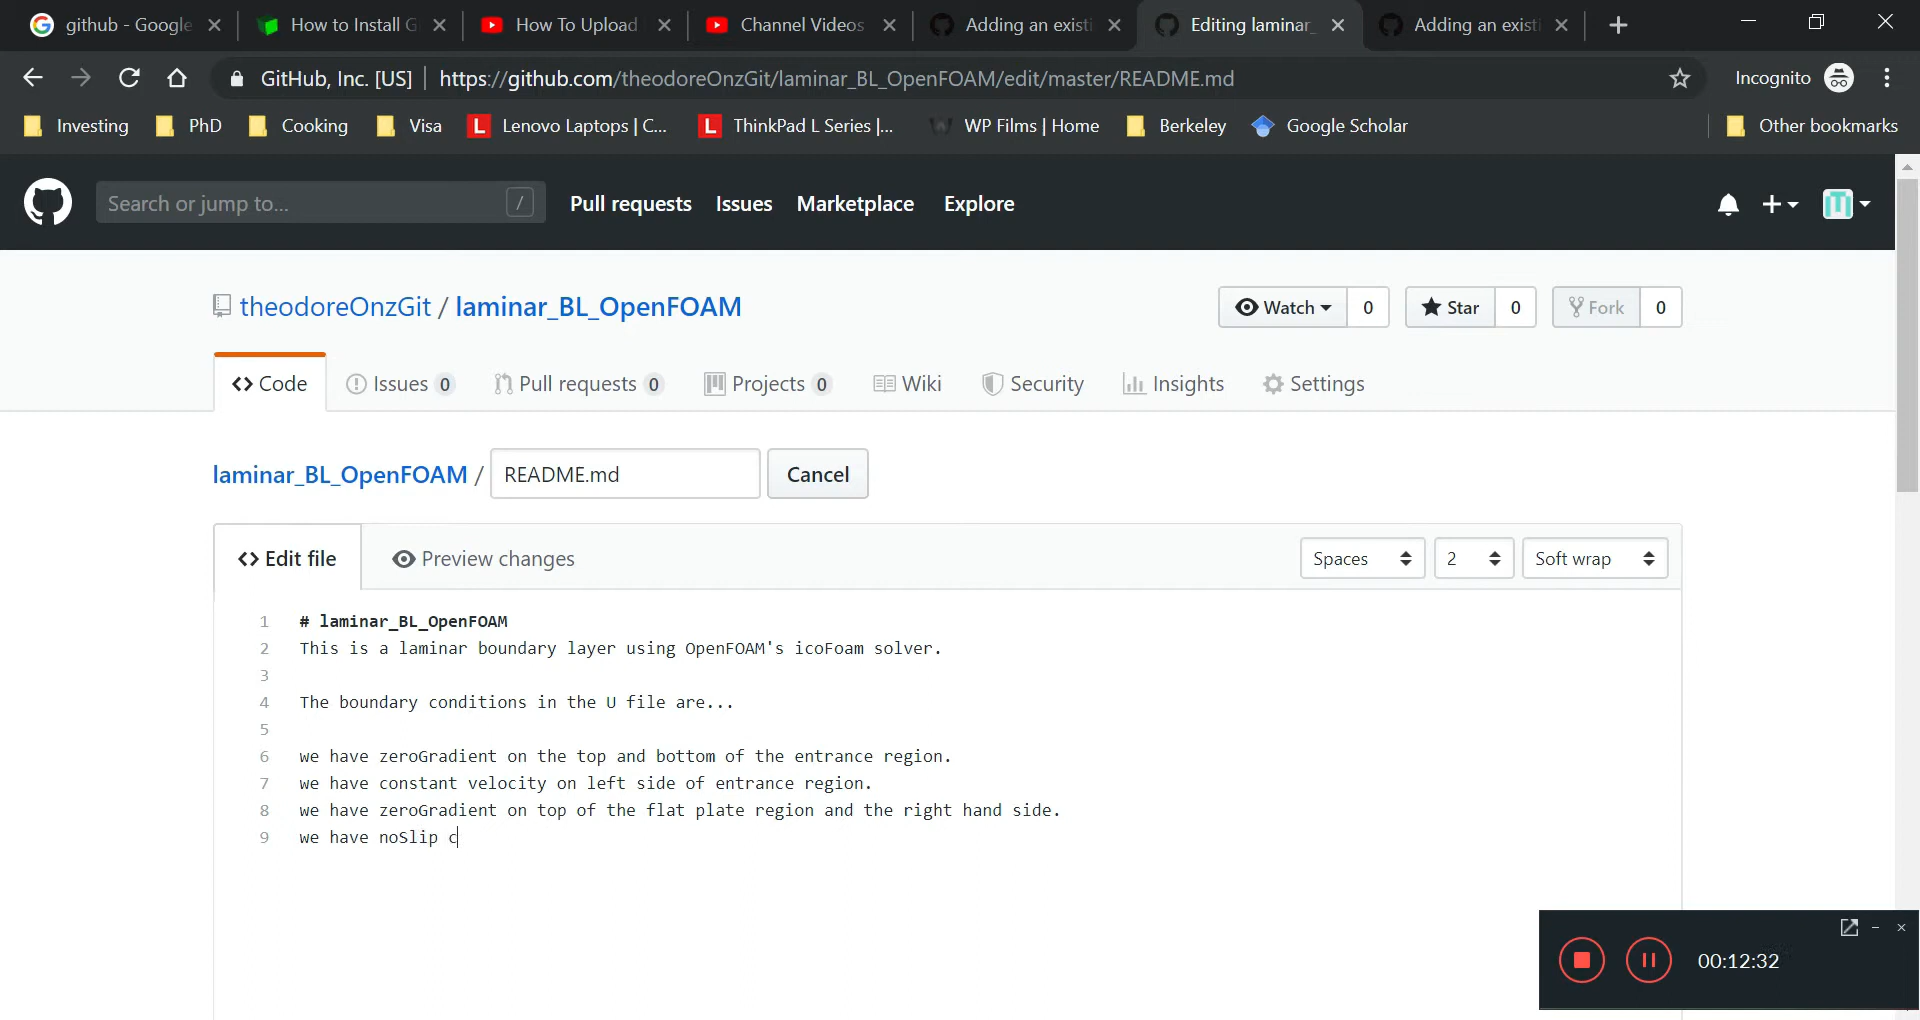 github - Google
How to Install G
How To Upload
Channel Videos
Adding an existi
Editing laminar_
Adding an existi
GitHub, Inc. [US] https://github.com/theodoreOnzGit/laminar_BL_OpenFOAM/edit/master/README.md
Incognito
Investing PhD Cooking Visa L Lenovo Laptops | C... L ThinkPad L Series |... WP Films | Home Berkeley Google Scholar Other bookmarks
Search or jump to... / Pull requests Issues Marketplace Explore
theodoreOnzGit / laminar_BL_OpenFOAM
Watch 0 Star 0 Fork 0
Code Issues 0 Pull requests 0 Projects 0 Wiki Security Insights Settings
laminar_BL_OpenFOAM / README.md Cancel
Edit file Preview changes Spaces 2 Soft wrap
1 # laminar_BL_OpenFOAM
2 This is a laminar boundary layer using OpenFOAM's icoFoam solver.
3
4 The boundary conditions in the U file are...
5
6 we have zeroGradient on the top and bottom of the entrance region.
7 we have constant velocity on left side of entrance region.
8 we have zeroGradient on top of the flat plate region and the right hand side.
9 we have noSlip c
00:12:32